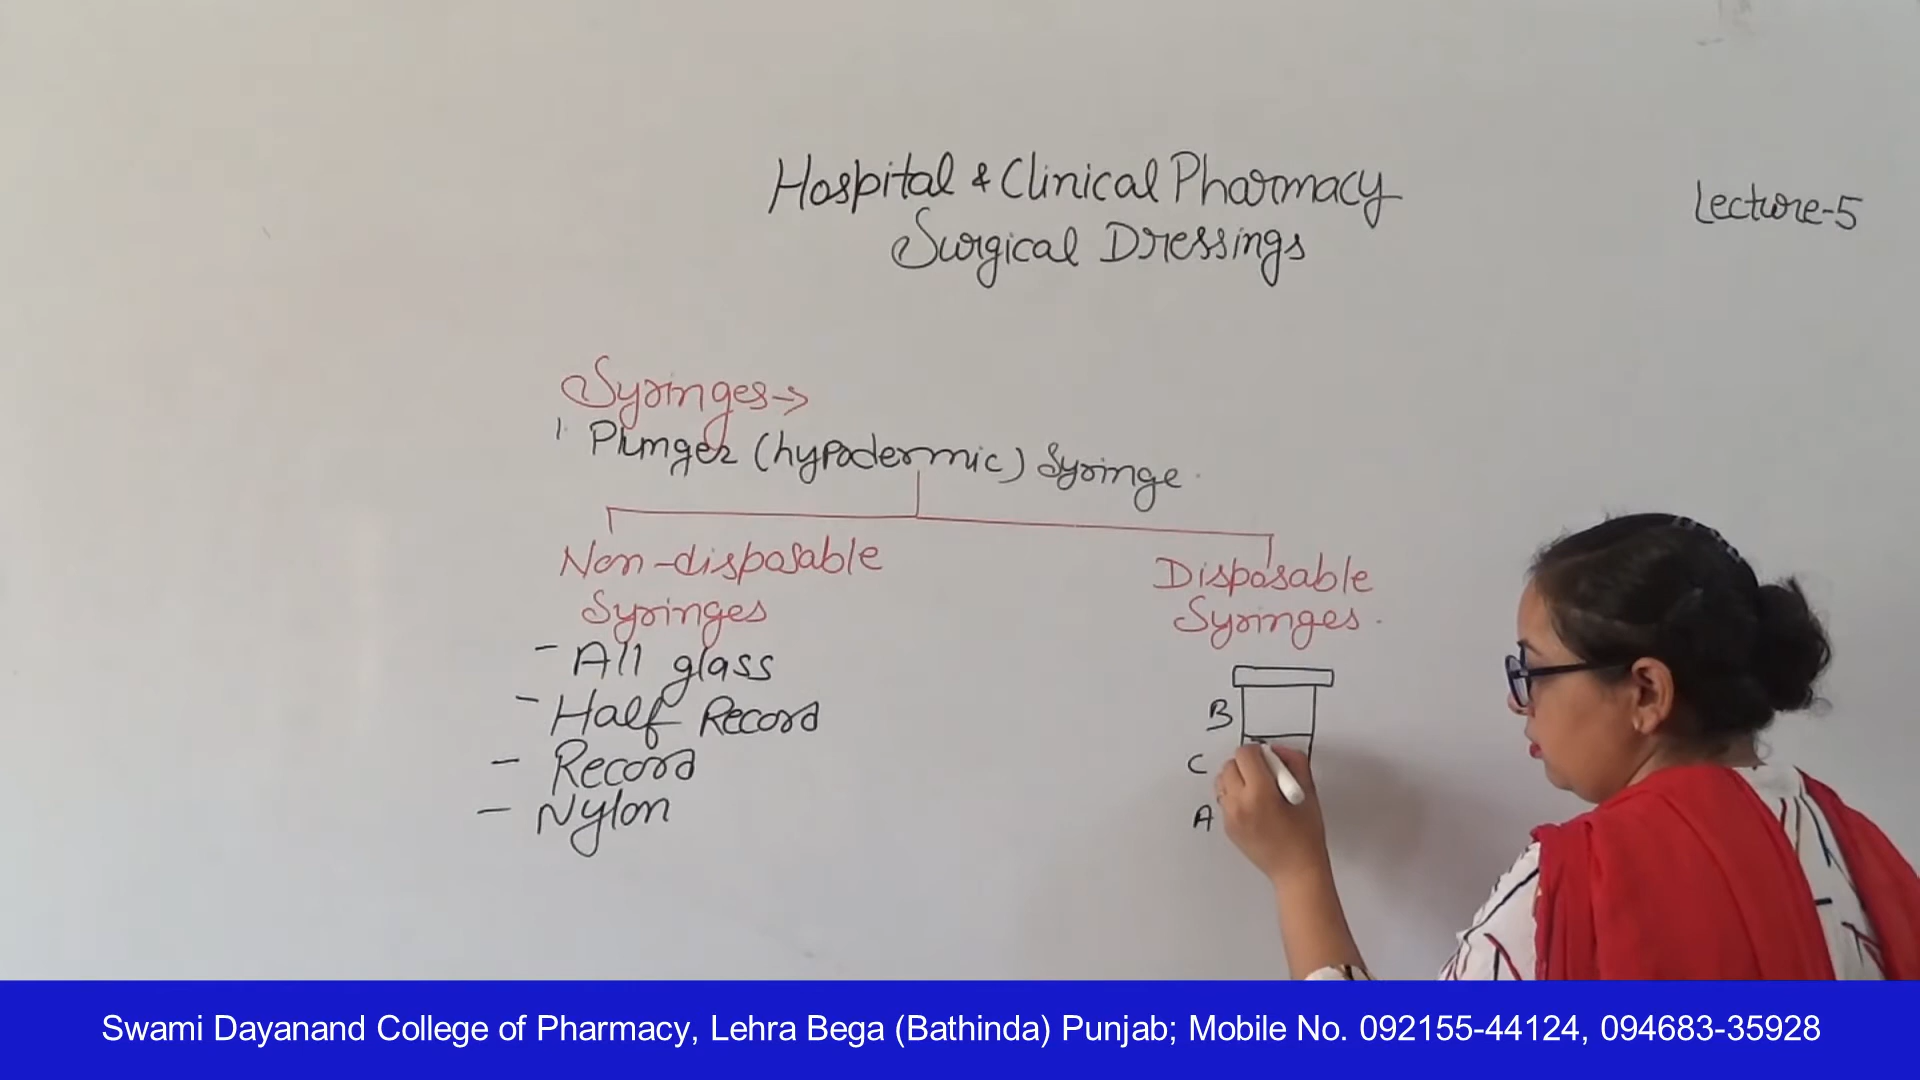 Hospital & Clinical Pharmacy
Lecture-5
Surgical Dressings
Syringes→
1. Plunger (hypodermic) Syringe.
Non-disposable
Syringes
- All glass
- Half Record
- Record
- Nylon
Disposable
Syringes.
B
C
A
Swami Dayanand College of Pharmacy, Lehra Bega (Bathinda) Punjab; Mobile No. 092155-44124, 094683-35928